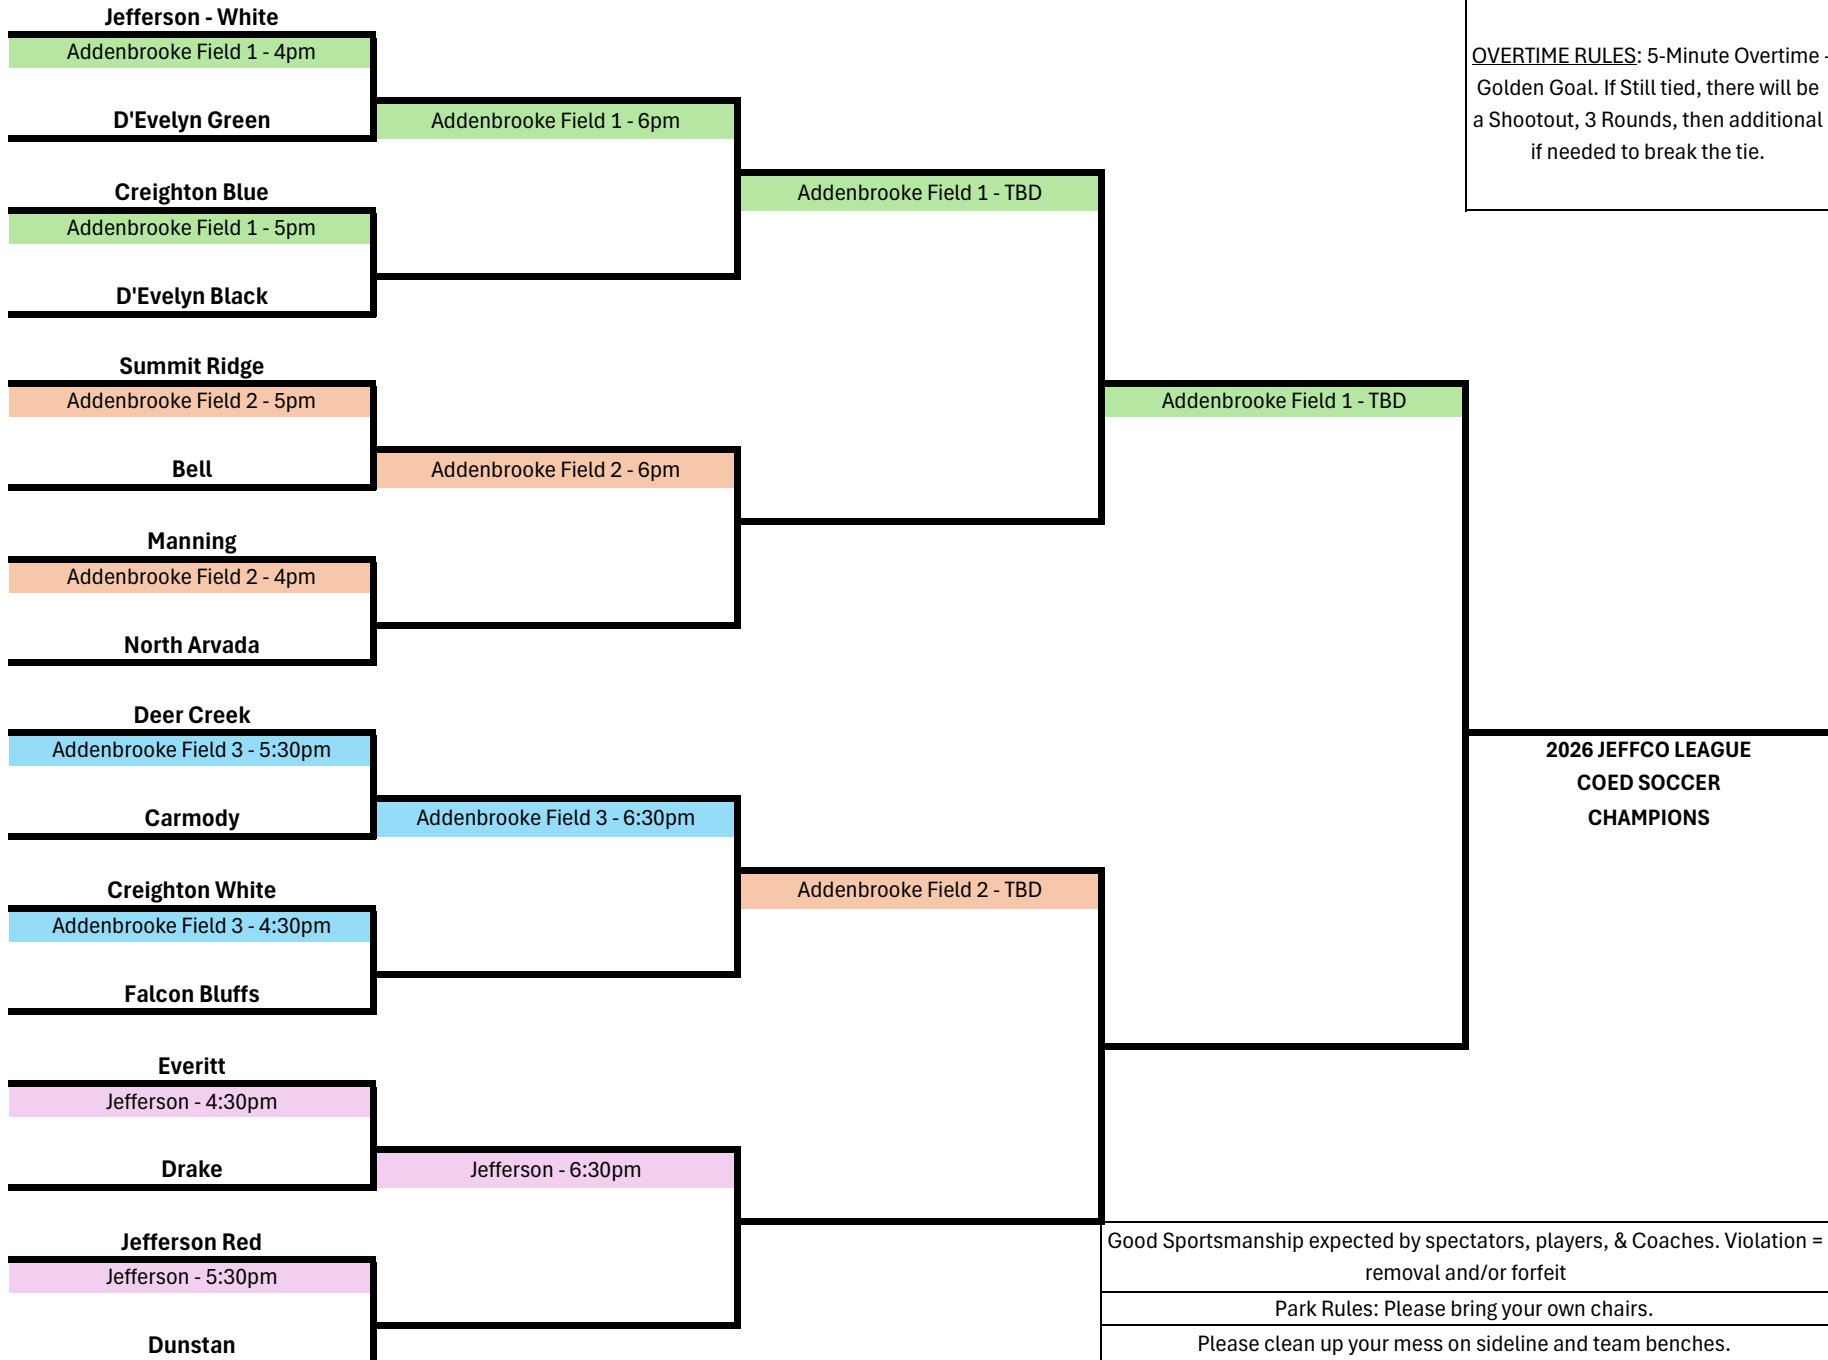 Jefferson - White
Addenbrooke Field 1 - 4pm
D'Evelyn Green
Creighton Blue
Addenbrooke Field 1 - 5pm
D'Evelyn Black
Summit Ridge
Addenbrooke Field 2 - 5pm
Bell
Manning
Addenbrooke Field 2 - 4pm
North Arvada
Deer Creek
Addenbrooke Field 3 - 5:30pm
Carmody
Creighton White
Addenbrooke Field 3 - 4:30pm
Falcon Bluffs
Everitt
Jefferson - 4:30pm
Drake
Jefferson Red
Jefferson - 5:30pm
Dunstan
Addenbrooke Field 1 - 6pm
Addenbrooke Field 2 - 6pm
Addenbrooke Field 3 - 6:30pm
Jefferson - 6:30pm
Addenbrooke Field 1 - TBD
Addenbrooke Field 2 - TBD
Addenbrooke Field 1 - TBD
OVERTIME RULES: 5-Minute Overtime -
Golden Goal. If Still tied, there will be
a Shootout, 3 Rounds, then additional
if needed to break the tie.
2026 JEFFCO LEAGUE
COED SOCCER
CHAMPIONS
Good Sportsmanship expected by spectators, players, & Coaches. Violation =
removal and/or forfeit
Park Rules: Please bring your own chairs.
Please clean up your mess on sideline and team benches.